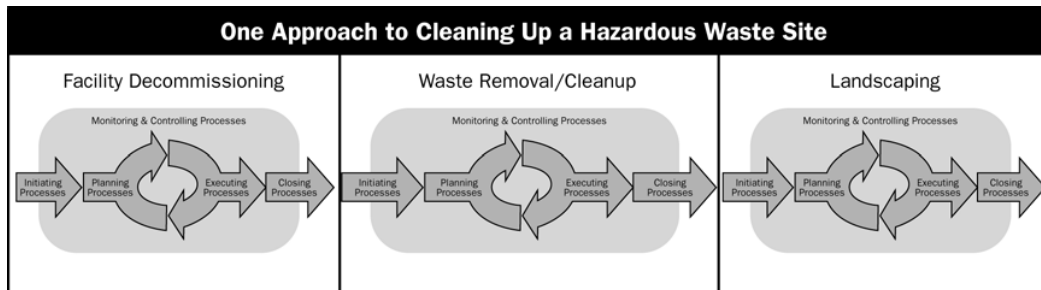 One Approach to Cleaning Up a Hazardous Waste Site
Facility Decommissioning
Monitoring & Controlling Processes
Initiating
Processes
Planning
Processes
Executing
Processes
Closing
Processes
Waste Removal/Cleanup
Monitoring & Controlling Processes
Initiating
Processes
Planning
Processes
Executing
Processes
Closing
Processes
Landscaping
Monitoring & Controlling Processes
Initiating
Processes
Planning
Processes
Executing
Processes
Closing
Processes